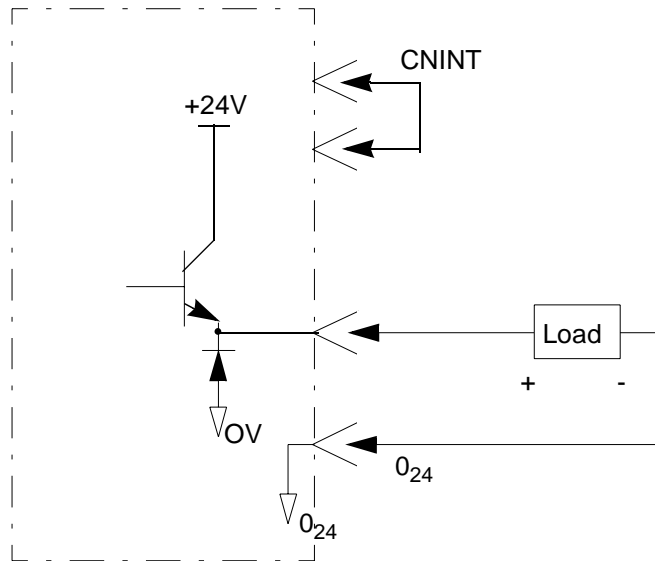 CNINT
+24V
Load
+ -
OV
0₂₄
0₂₄